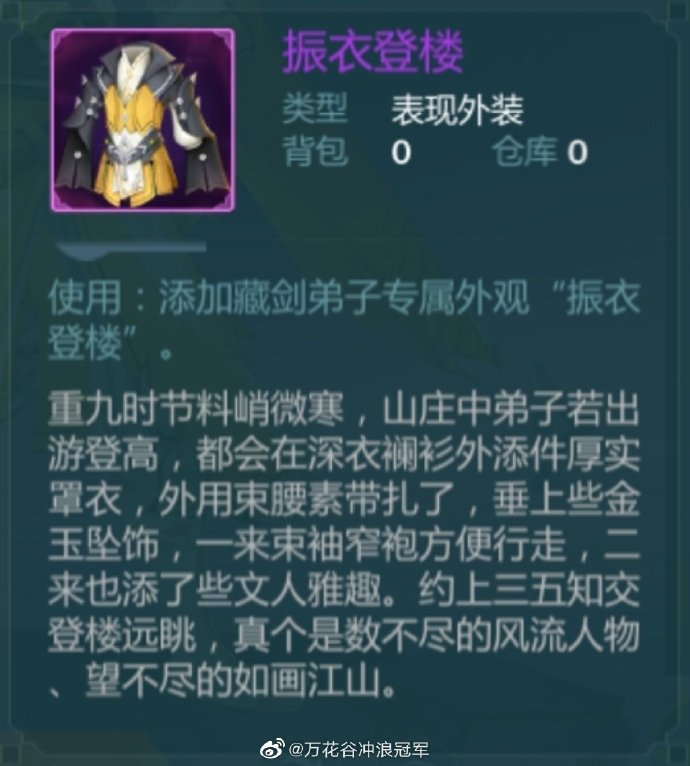 振衣登楼
类型 表现外装
背包 0 仓库 0
使用：添加藏剑弟子专属外观“振衣
登楼”。
重九时节料峭微寒，山庄中弟子若出
游登高，都会在深衣襕衫外添件厚实
罩衣，外用束腰素带扎了，垂上些金
玉坠饰，一来束袖窄袍方便行走，二
来也添了些文人雅趣。约上三五知交
登楼远眺，真个是数不尽的风流人物
、望不尽的如画江山。
@万花谷冲浪冠军